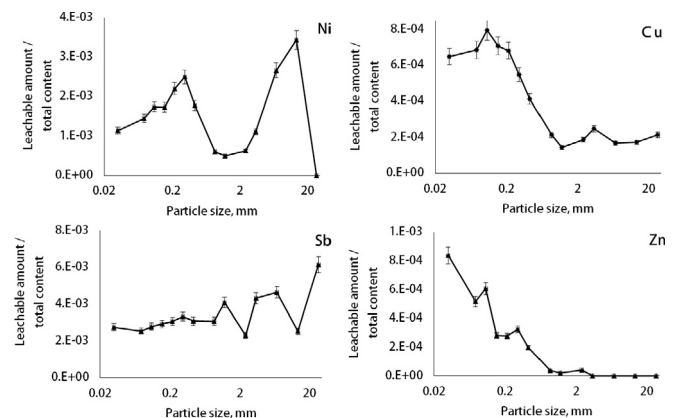 Ni
Leachable amount /
total content
4.E-03
3.E-03
2.E-03
1.E-03
0.E+00
0.02
0.2
2
20
Particle size, mm
Cu
Leachable amount /
total content
8.E-04
6.E-04
4.E-04
2.E-04
0.E+00
0.02
0.2
2
20
Particle size, mm
Sb
Leachable amount /
total content
8.E-03
6.E-03
4.E-03
2.E-03
0.E+00
0.02
0.2
2
20
Particle size, mm
Zn
Leachable amount /
total content
1.E-03
8.E-04
6.E-04
4.E-04
2.E-04
0.E+00
0.02
0.2
2
20
Particle size, mm